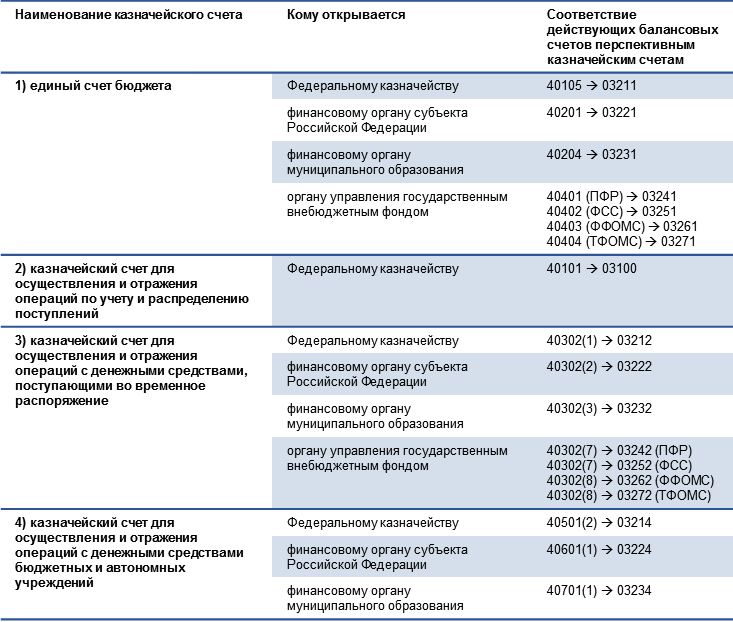 Наименование казначейского счета
Кому открывается
Соответствие
действующих балансовых
счетов перспективным
казначейским счетам
1) единый счет бюджета
Федеральному казначейству
40105 → 03211
финансовому органу субъекта
Российской Федерации
40201 → 03221
финансовому органу
муниципального образования
40204 → 03231
органу управления государственным
внебюджетным фондом
40401 (ПФР) → 03241
40402 (ФСС) → 03251
40403 (ФФОМС) → 03261
40404 (ТФОМС) → 03271
2) казначейский счет для
осуществления и отражения
операций по учету и распределению
поступлений
Федеральному казначейству
40101 → 03100
3) казначейский счет для
осуществления и отражения
операций с денежными средствами,
поступающими во временное
распоряжение
Федеральному казначейству
40302(1) → 03212
финансовому органу субъекта
Российской Федерации
40302(2) → 03222
финансовому органу
муниципального образования
40302(3) → 03232
органу управления государственным
внебюджетным фондом
40302(7) → 03242 (ПФР)
40302(7) → 03252 (ФСС)
40302(8) → 03262 (ФФОМС)
40302(8) → 03272 (ТФОМС)
4) казначейский счет для
осуществления и отражения
операций с денежными средствами
бюджетных и автономных
учреждений
Федеральному казначейству
40501(2) → 03214
финансовому органу субъекта
Российской Федерации
40601(1) → 03224
финансовому органу
муниципального образования
40701(1) → 03234